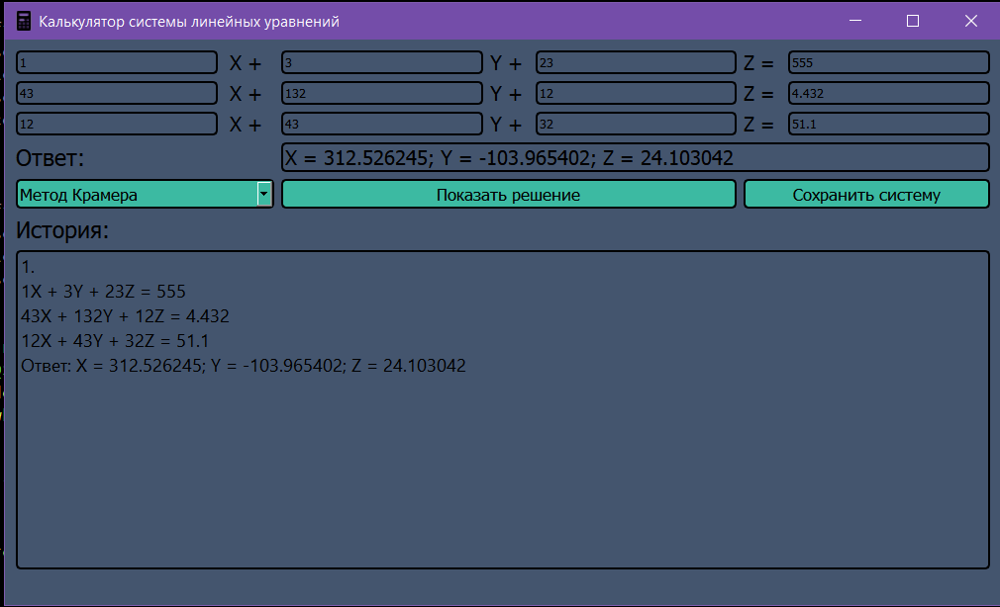 Калькулятор системы линейных уравнений
1 X + 3 Y + 23 Z = 555
43 X + 132 Y + 12 Z = 4.432
12 X + 43 Y + 32 Z = 51.1
Ответ: X = 312.526245; Y = -103.965402; Z = 24.103042
Метод Крамера Показать решение Сохранить систему
История:
1.
1X + 3Y + 23Z = 555
43X + 132Y + 12Z = 4.432
12X + 43Y + 32Z = 51.1
Ответ: X = 312.526245; Y = -103.965402; Z = 24.103042